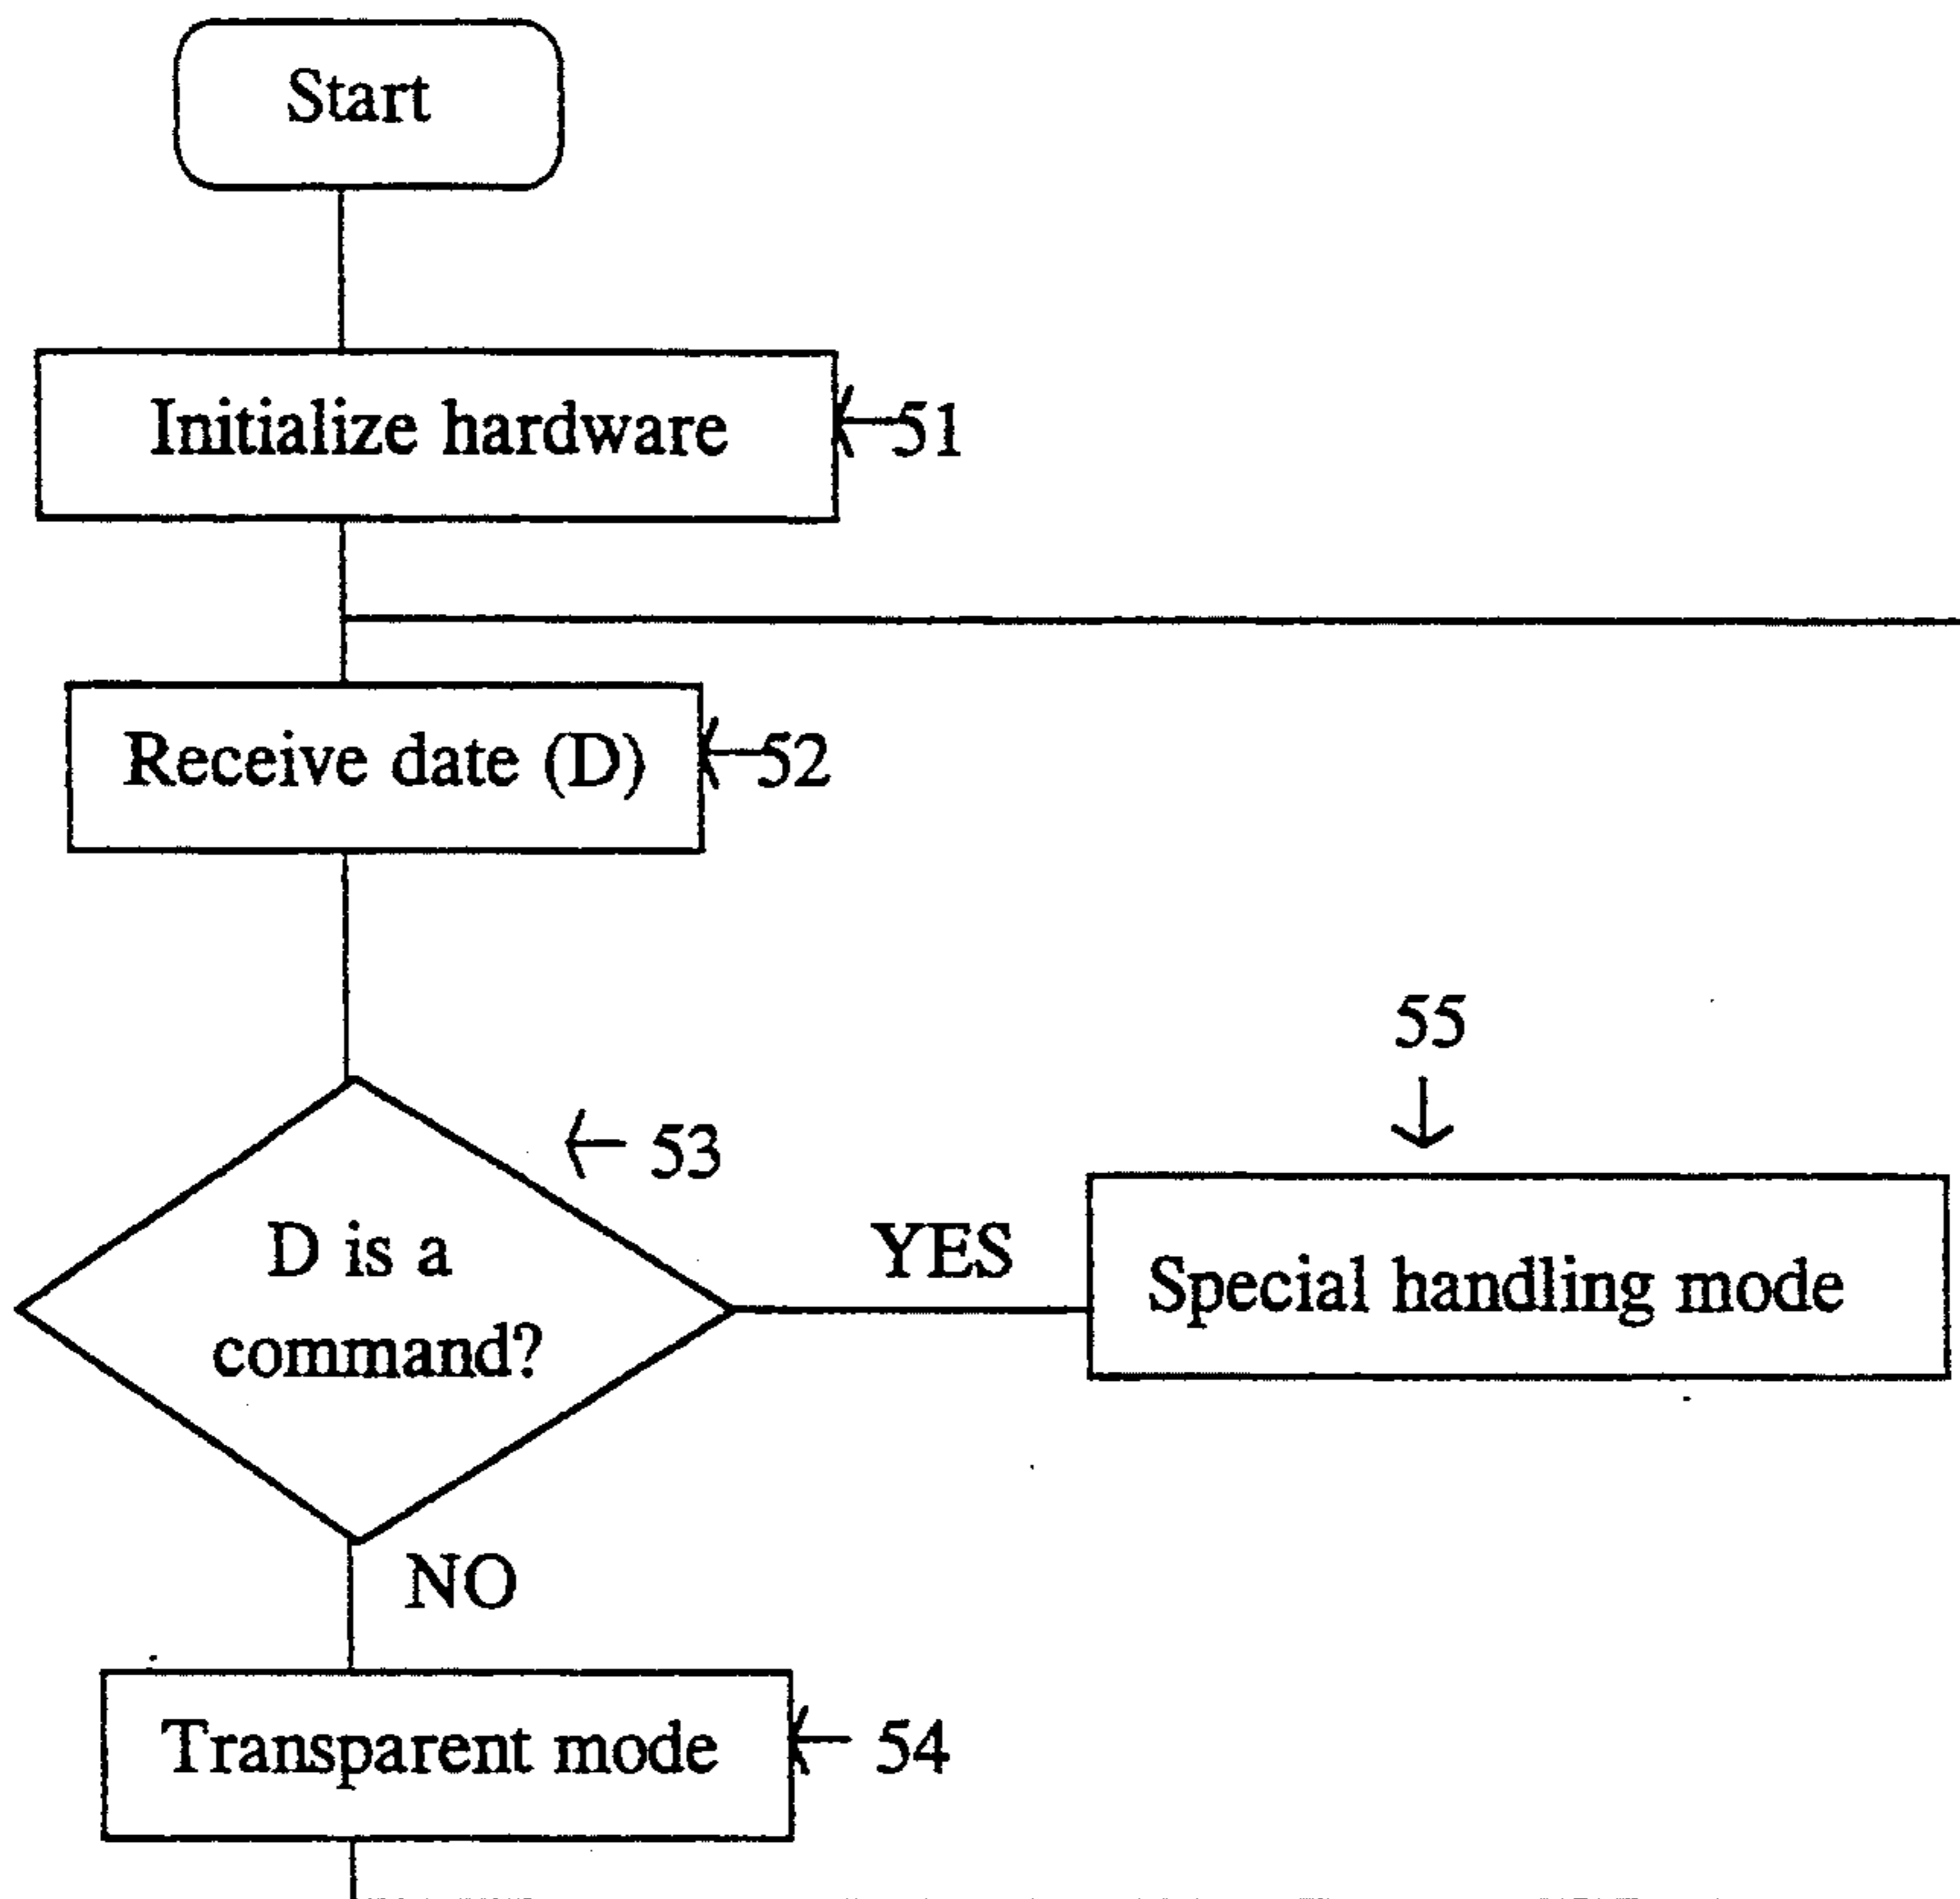 Start
Initialize hardware
51
Receive date (D)
52
55
53
D is a
command?
YES
Special handling mode
NO
Transparent mode
54